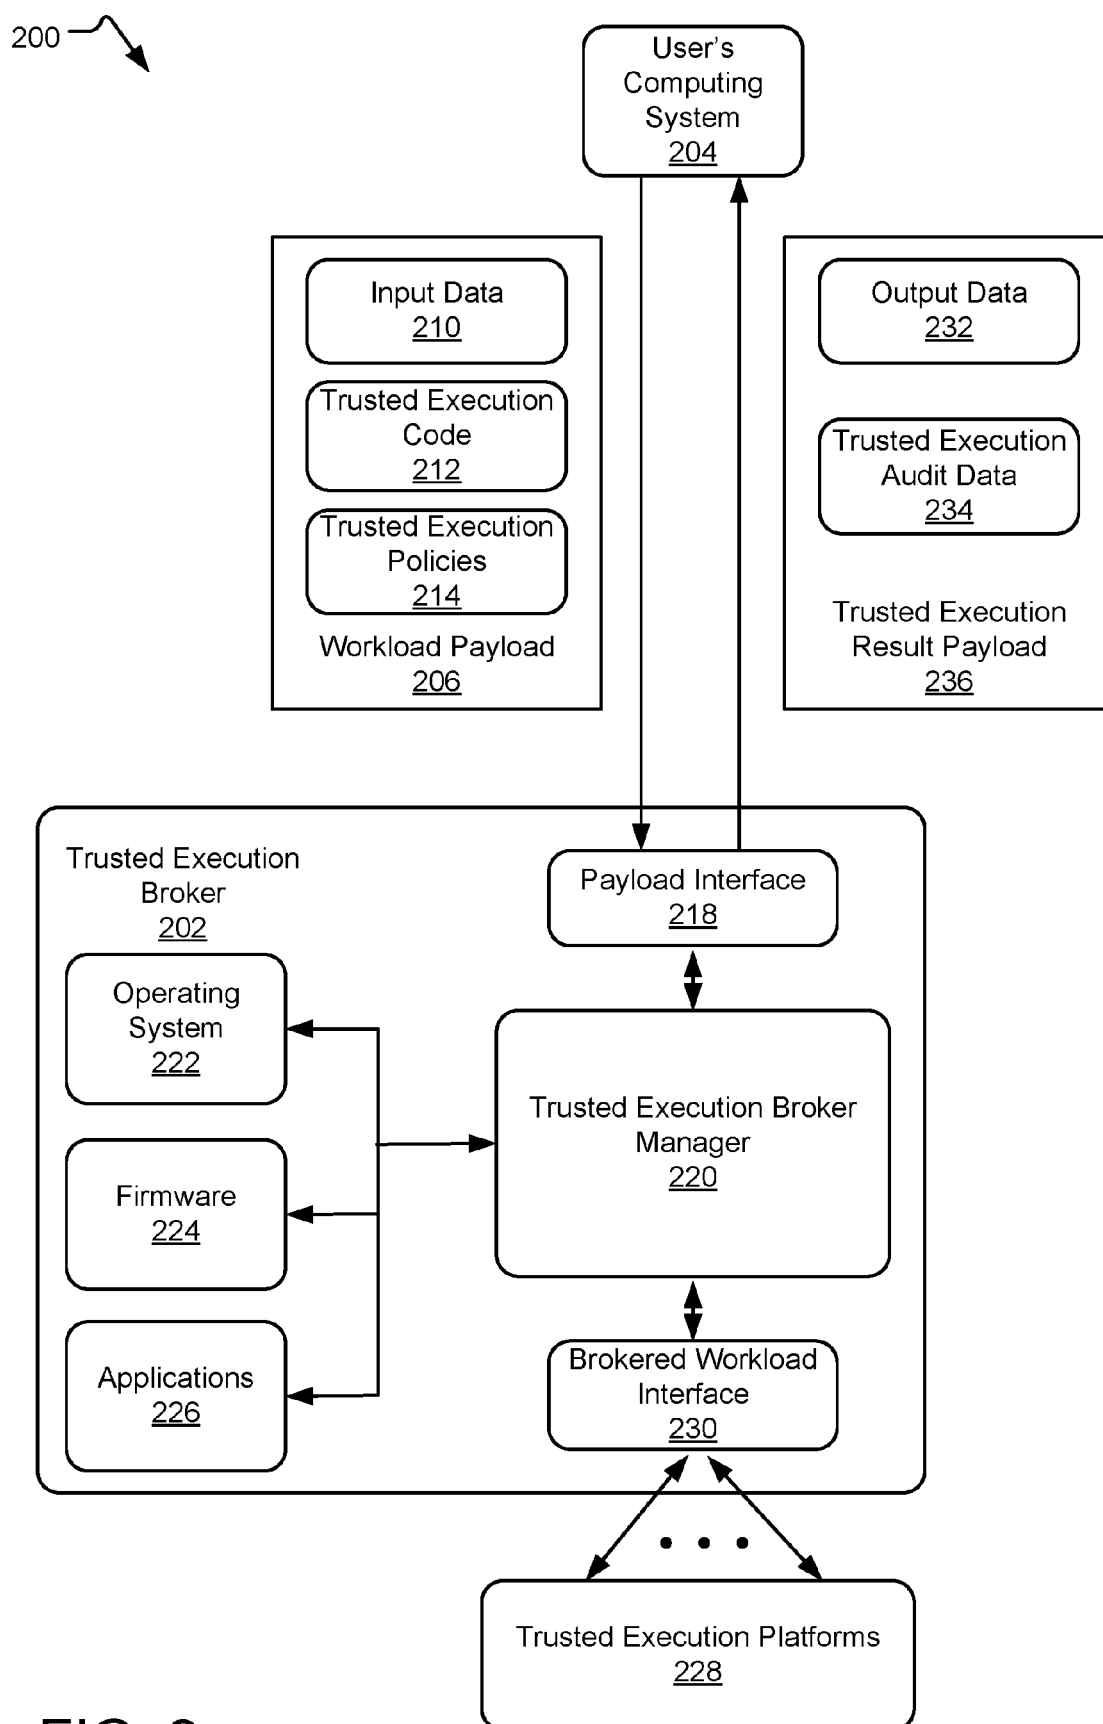 200
User's
Computing
System
204
Input Data
210
Trusted Execution
Code
212
Trusted Execution
Policies
214
Workload Payload
206
Output Data
232
Trusted Execution
Audit Data
234
Trusted Execution
Result Payload
236
Trusted Execution
Broker
202
Payload Interface
218
Operating
System
222
Trusted Execution Broker
Manager
220
Firmware
224
Applications
226
Brokered Workload
Interface
230
Trusted Execution Platforms
228